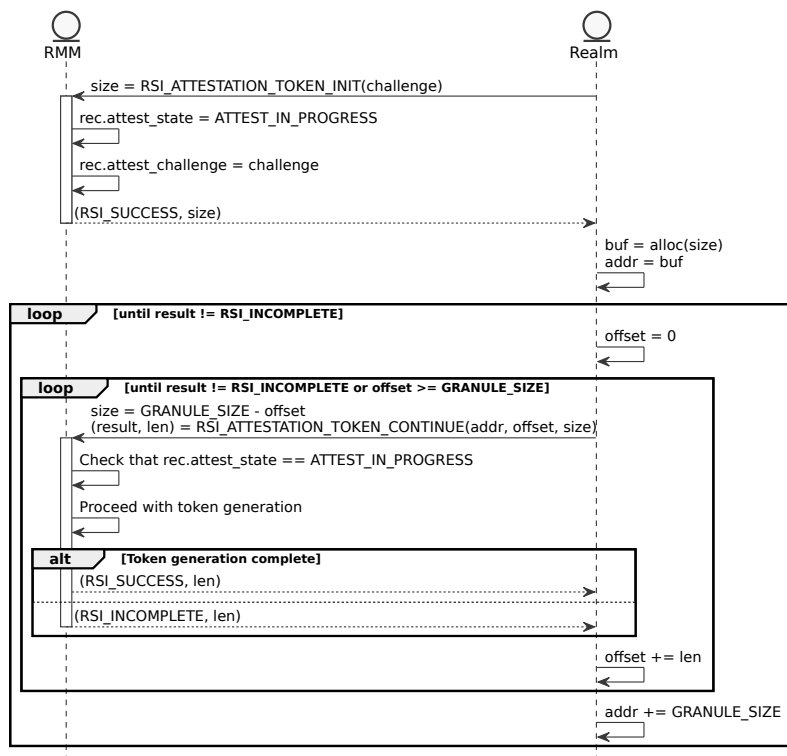 RMM
Realm
size = RSI_ATTESTATION_TOKEN_INIT(challenge)
rec.attest_state = ATTEST_IN_PROGRESS
rec.attest_challenge = challenge
(RSI_SUCCESS, size)
buf = alloc(size)
addr = buf
loop
[until result != RSI_INCOMPLETE]
offset = 0
loop
[until result != RSI_INCOMPLETE or offset >= GRANULE_SIZE]
size = GRANULE_SIZE - offset
(result, len) = RSI_ATTESTATION_TOKEN_CONTINUE(addr, offset, size)
Check that rec.attest_state == ATTEST_IN_PROGRESS
Proceed with token generation
alt
[Token generation complete]
(RSI_SUCCESS, len)
(RSI_INCOMPLETE, len)
offset += len
addr += GRANULE_SIZE